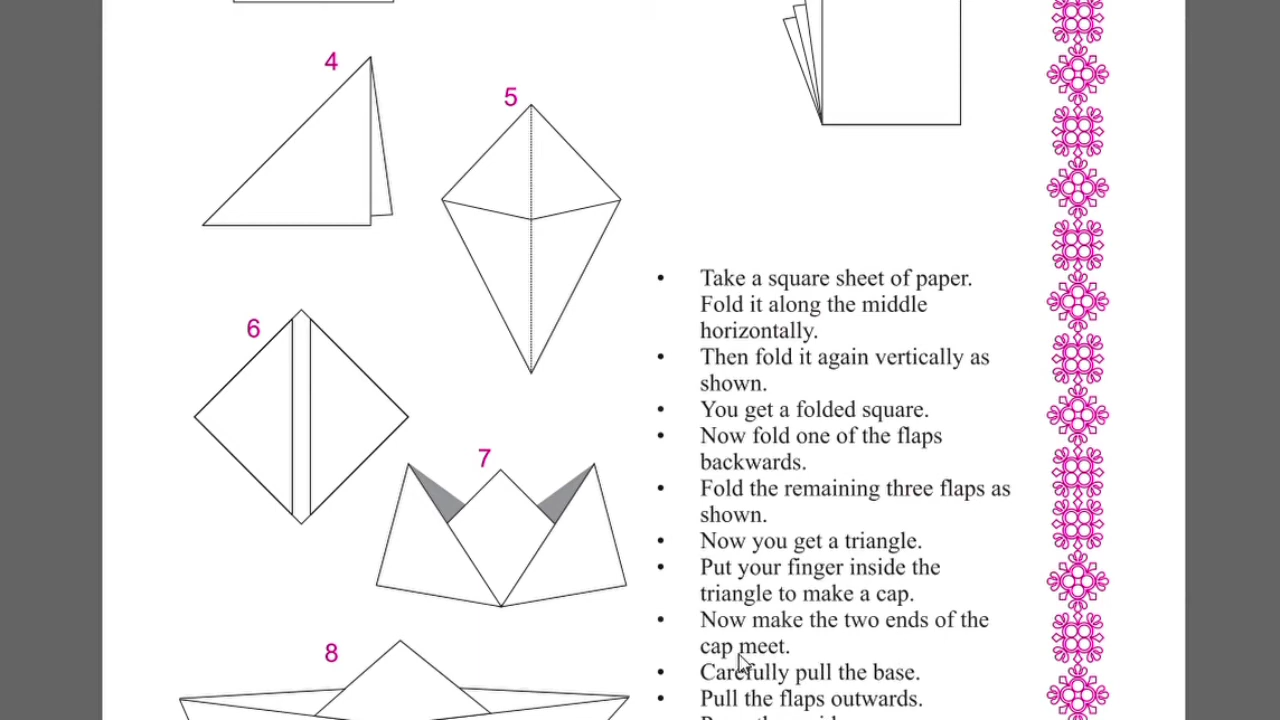 4
5
6
7
8
• Take a square sheet of paper.
Fold it along the middle
horizontally.
• Then fold it again vertically as
shown.
• You get a folded square.
• Now fold one of the flaps
backwards.
• Fold the remaining three flaps as
shown.
• Now you get a triangle.
• Put your finger inside the
triangle to make a cap.
• Now make the two ends of the
cap meet.
• Carefully pull the base.
• Pull the flaps outwards.